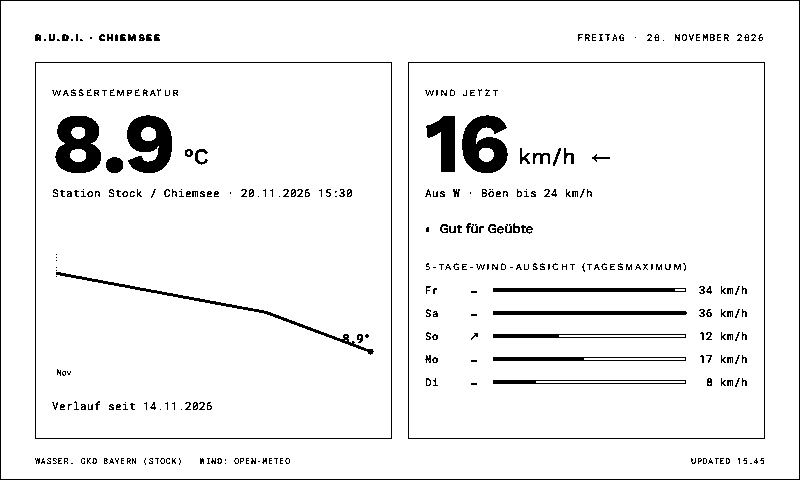 R.U.D.I. · CHIEMSEE
FREITAG · 20. NOVEMBER 2026
WASSERTEMPERATUR
8.9 °C
Station Stock / Chiemsee · 20.11.2026 15:30
8.9°
Nov
Verlauf seit 14.11.2026
WIND JETZT
16 km/h ←
Aus W · Böen bis 24 km/h
Gut für Geübte
5-TAGE-WIND-AUSSICHT (TAGESMAXIMUM)
Fr – 34 km/h
Sa – 36 km/h
So ↗ 12 km/h
Mo – 17 km/h
Di – 8 km/h
WASSER: GKD BAYERN (STOCK) WIND: OPEN-METEO
UPDATED 15.45